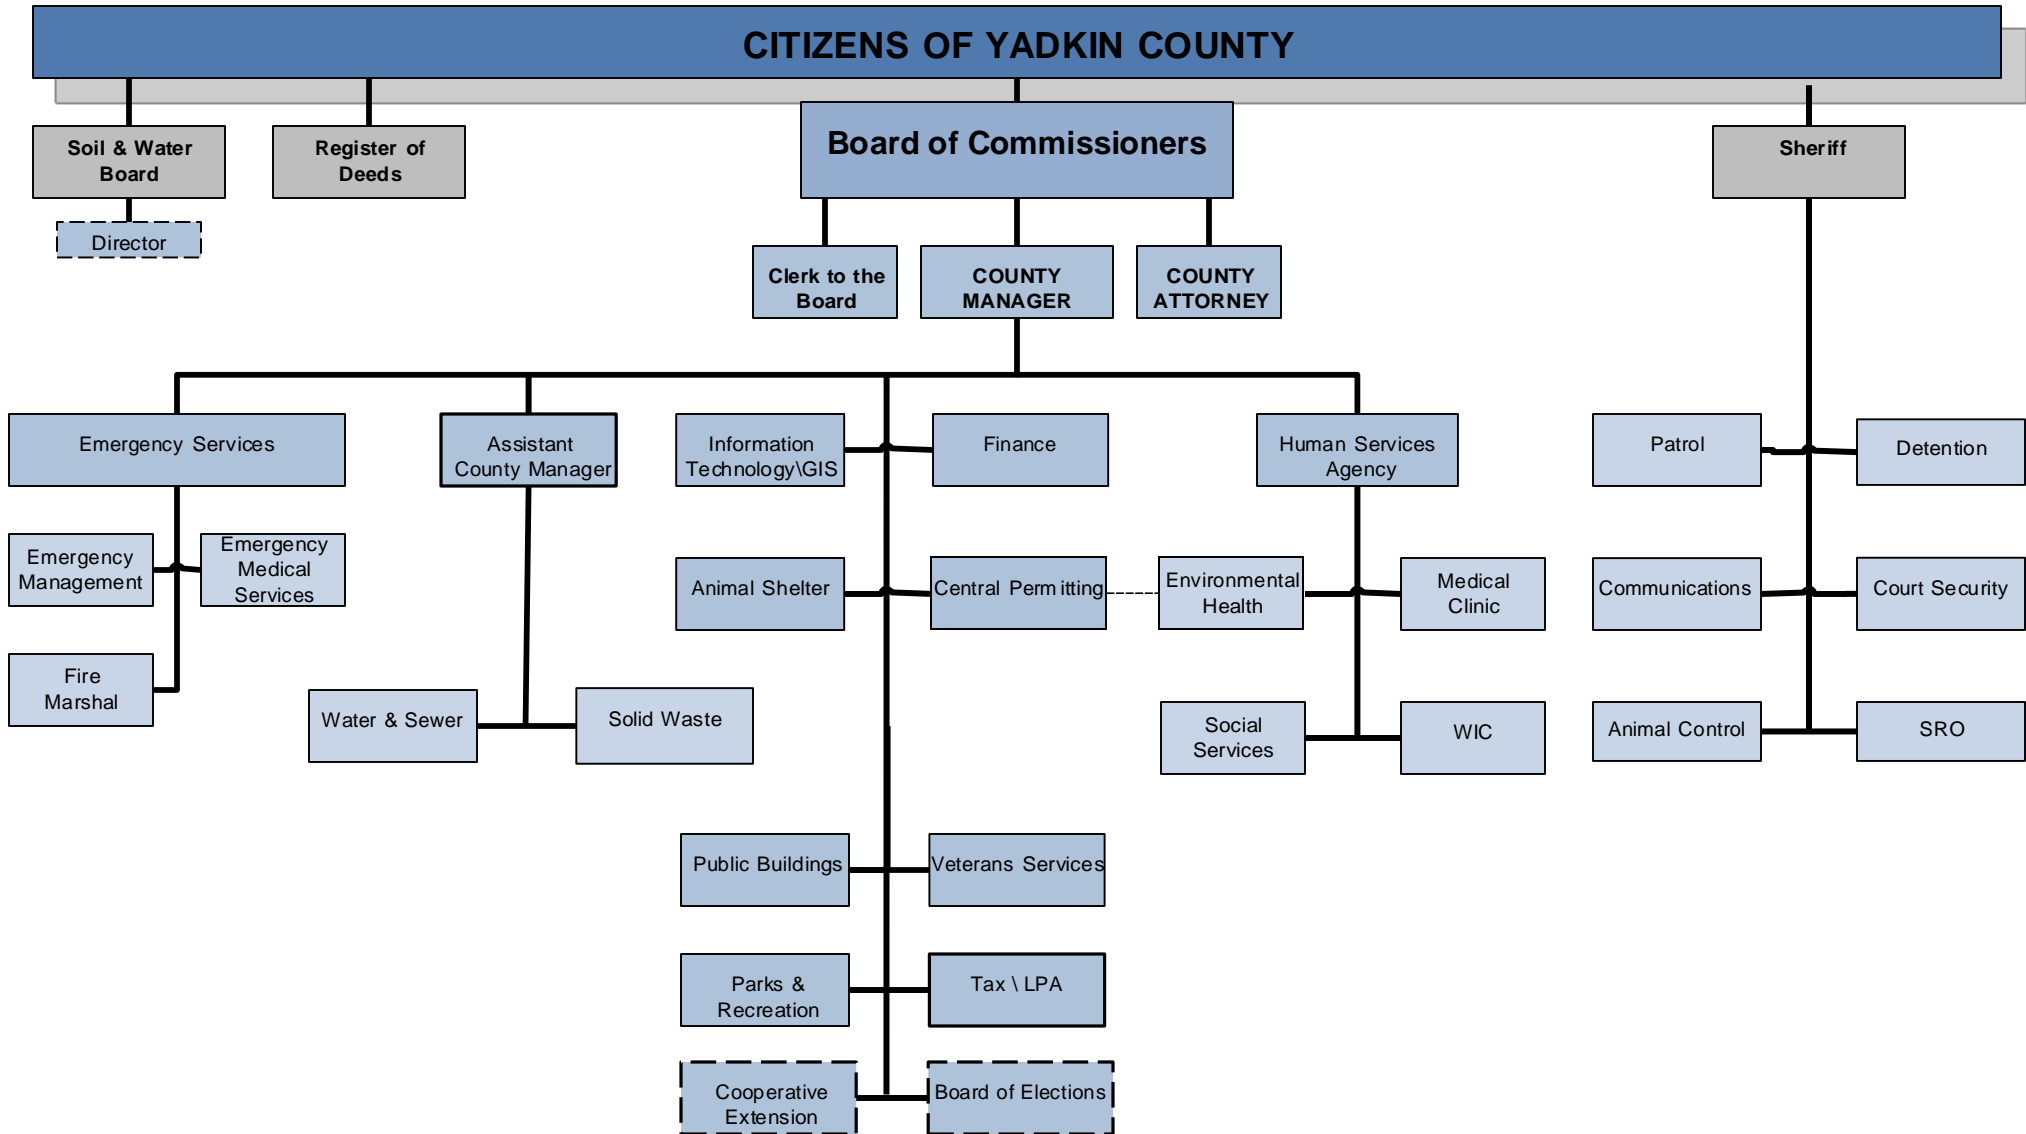 CITIZENS OF YADKIN COUNTY
Soil & Water
Board
Register of
Deeds
Board of Commissioners
Sheriff
Director
Clerk to the
Board
COUNTY
MANAGER
COUNTY
ATTORNEY
Emergency Services
Assistant
County Manager
Information
Technology\GIS
Finance
Human Services
Agency
Patrol
Detention
Emergency
Management
Emergency
Medical
Services
Animal Shelter
Central Permitting
Environmental
Health
Medical
Clinic
Communications
Court Security
Fire
Marshal
Water & Sewer
Solid Waste
Social
Services
WIC
Animal Control
SRO
Public Buildings
Veterans Services
Parks &
Recreation
Tax \ LPA
Cooperative
Extension
Board of Elections